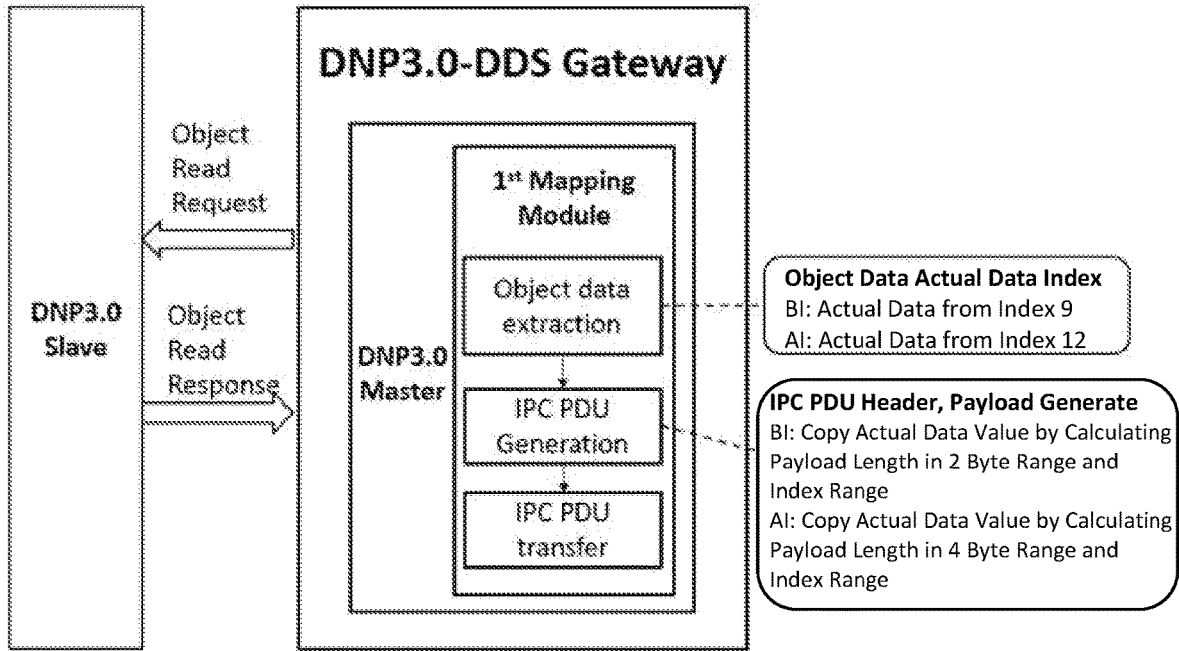 DNP3.0-DDS Gateway
Object
Read
Request
Object
Read
Response
DNP3.0
Slave
DNP3.0
Master
1st Mapping
Module
Object data
extraction
IPC PDU
Generation
IPC PDU
transfer
Object Data Actual Data Index
BI: Actual Data from Index 9
AI: Actual Data from Index 12
IPC PDU Header, Payload Generate
BI: Copy Actual Data Value by Calculating
Payload Length in 2 Byte Range and
Index Range
AI: Copy Actual Data Value by Calculating
Payload Length in 4 Byte Range and
Index Range